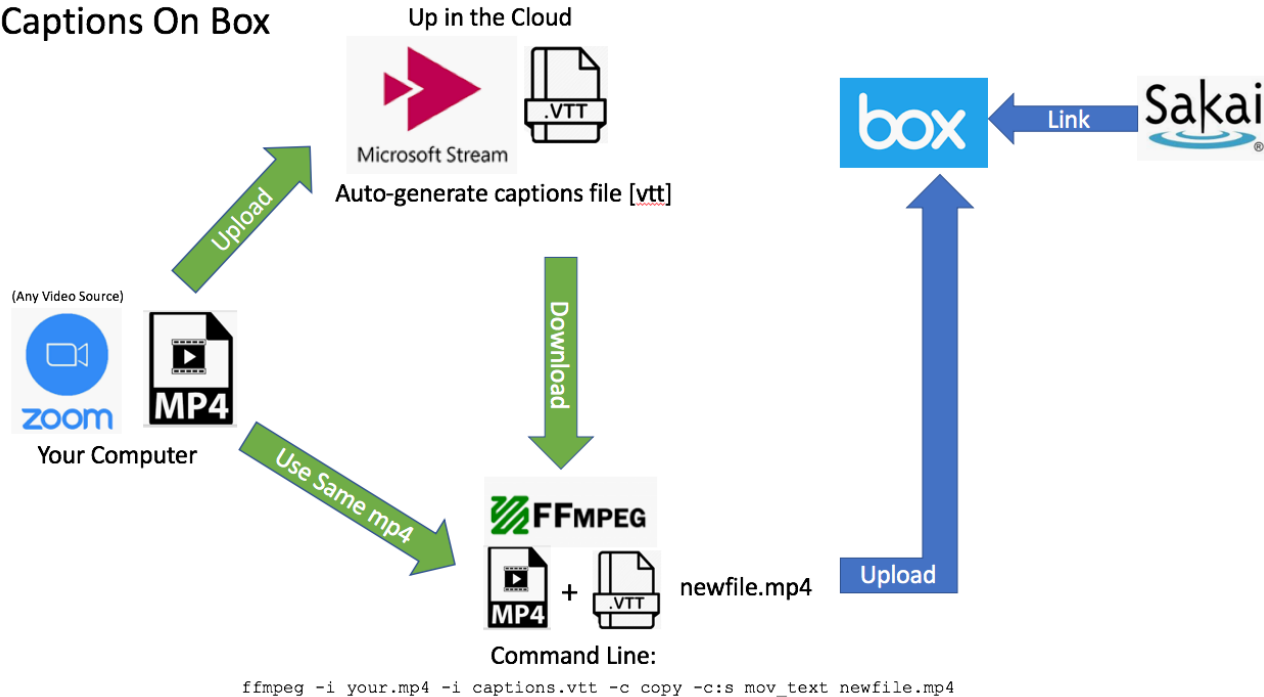 Captions On Box
Up in the Cloud
.VTT
Microsoft Stream
Auto-generate captions file [vtt]
box
Link
Sakai
®
Upload
(Any Video Source)
zoom
MP4
Your Computer
Download
Use Same mp4
FFMPEG
MP4
+
.VTT
newfile.mp4
Upload
Command Line:
ffmpeg -i your.mp4 -i captions.vtt -c copy -c:s mov_text newfile.mp4